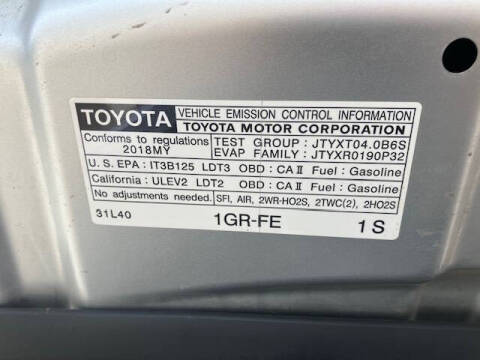 TOYOTA VEHICLE EMISSION CONTROL INFORMATION
TOYOTA MOTOR CORPORATION
Conforms to regulations 2018MY
TEST GROUP : JTYXT04.0B6S
EVAP FAMILY : JTYXR0190P32
U.S. EPA : IT3B125 LDT3 OBD : CA II Fuel : Gasoline
California : ULEV2 LDT2 OBD : CA II Fuel : Gasoline
No adjustments needed. SFI, AIR, 2WR-HO2S, 2TWC(2), 2HO2S
31L40 1GR-FE 1 S